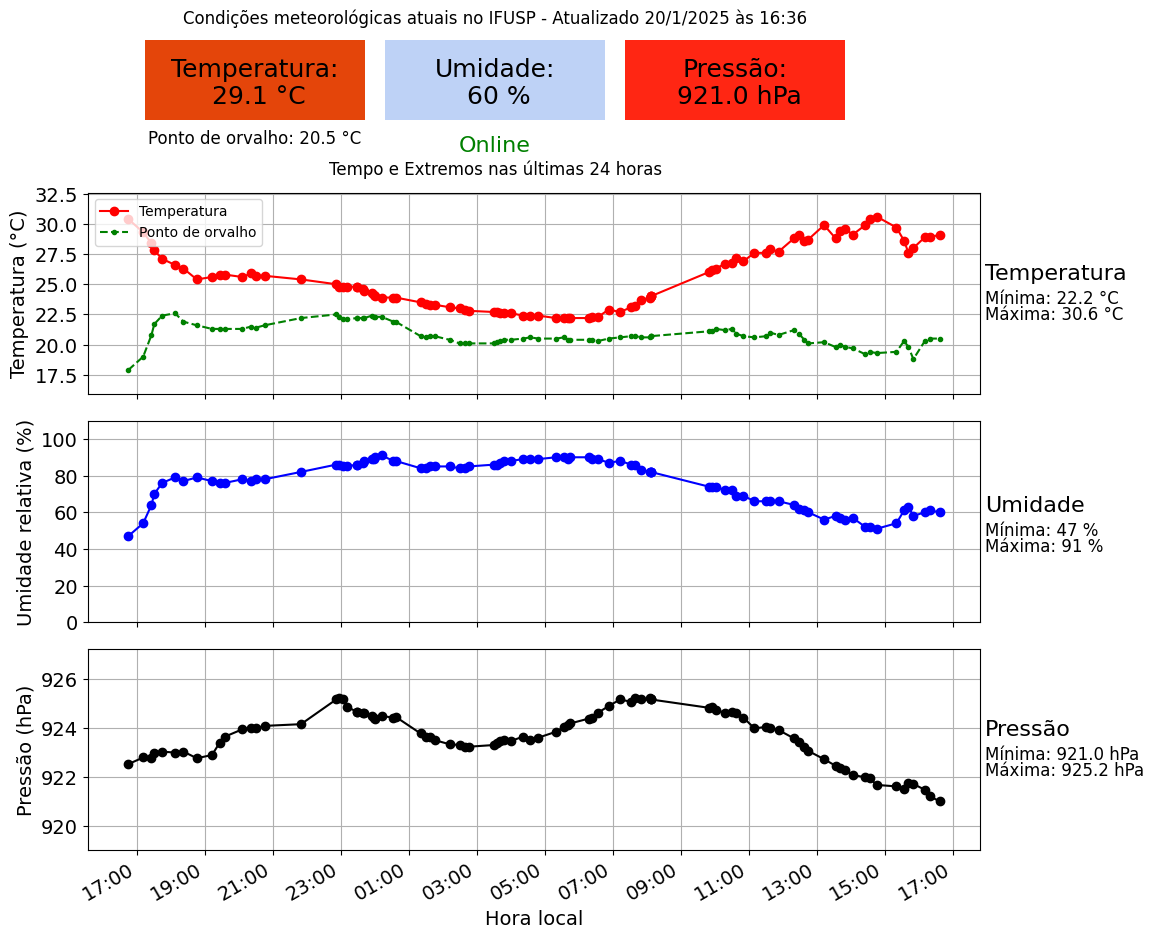 Condições meteorológicas atuais no IFUSP - Atualizado 20/1/2025 às 16:36
Temperatura:
29.1 °C
Umidade:
60 %
Pressão:
921.0 hPa
Ponto de orvalho: 20.5 °C
Online
Tempo e Extremos nas últimas 24 horas
Temperatura (°C)
32.5
30.0
27.5
25.0
22.5
20.0
17.5
Temperatura
Ponto de orvalho
Temperatura
Mínima: 22.2 °C
Máxima: 30.6 °C
Umidade relativa (%)
100
80
60
40
20
0
Umidade
Mínima: 47 %
Máxima: 91 %
Pressão (hPa)
926
924
922
920
Pressão
Mínima: 921.0 hPa
Máxima: 925.2 hPa
17:00 19:00 21:00 23:00 01:00 03:00 05:00 07:00 09:00 11:00 13:00 15:00 17:00
Hora local